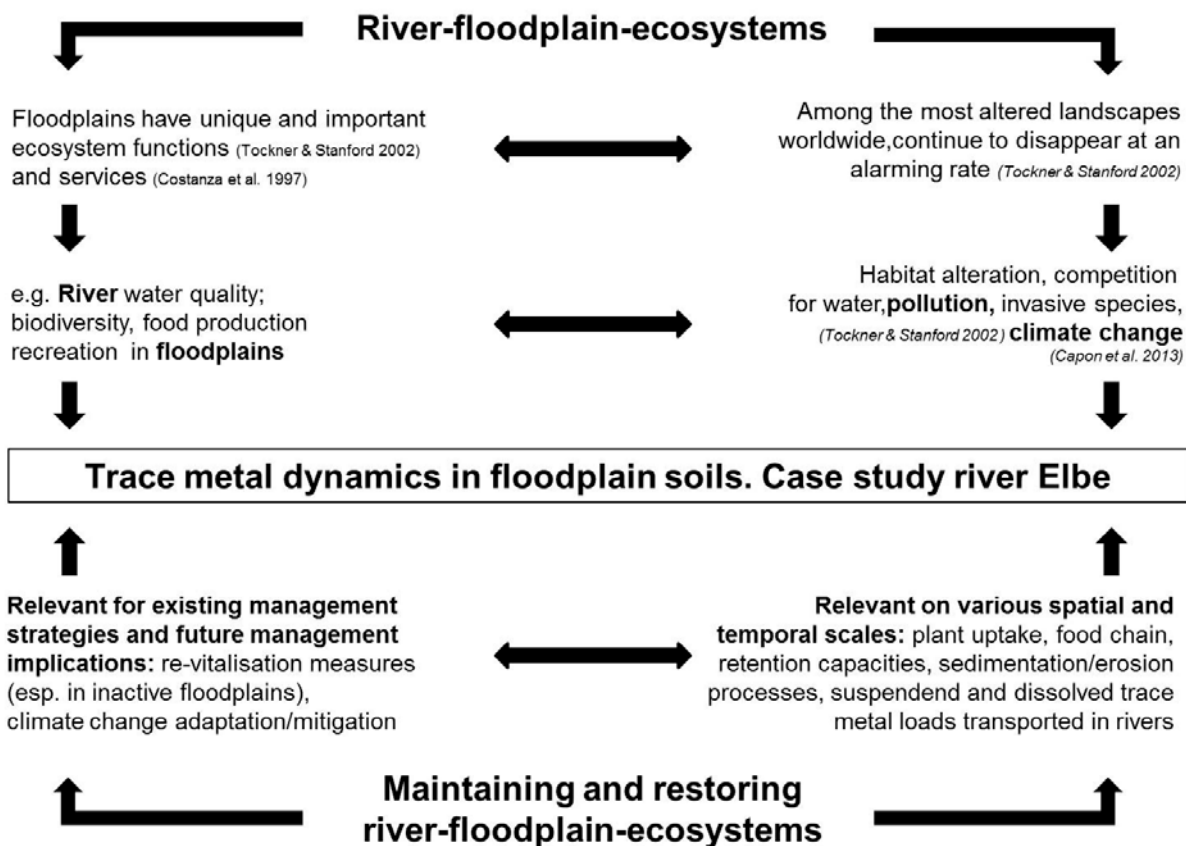 River-floodplain-ecosystems
Floodplains have unique and important
ecosystem functions (Tockner & Stanford 2002)
and services (Costanza et al. 1997)
Among the most altered landscapes
worldwide,continue to disappear at an
alarming rate (Tockner & Stanford 2002)
e.g. River water quality;
biodiversity, food production
recreation in floodplains
Habitat alteration, competition
for water,pollution, invasive species,
(Tockner & Stanford 2002) climate change
(Capon et al. 2013)
Trace metal dynamics in floodplain soils. Case study river Elbe
Relevant for existing management
strategies and future management
implications: re-vitalisation measures
(esp. in inactive floodplains),
climate change adaptation/mitigation
Relevant on various spatial and
temporal scales: plant uptake, food chain,
retention capacities, sedimentation/erosion
processes, suspendend and dissolved trace
metal loads transported in rivers
Maintaining and restoring
river-floodplain-ecosystems